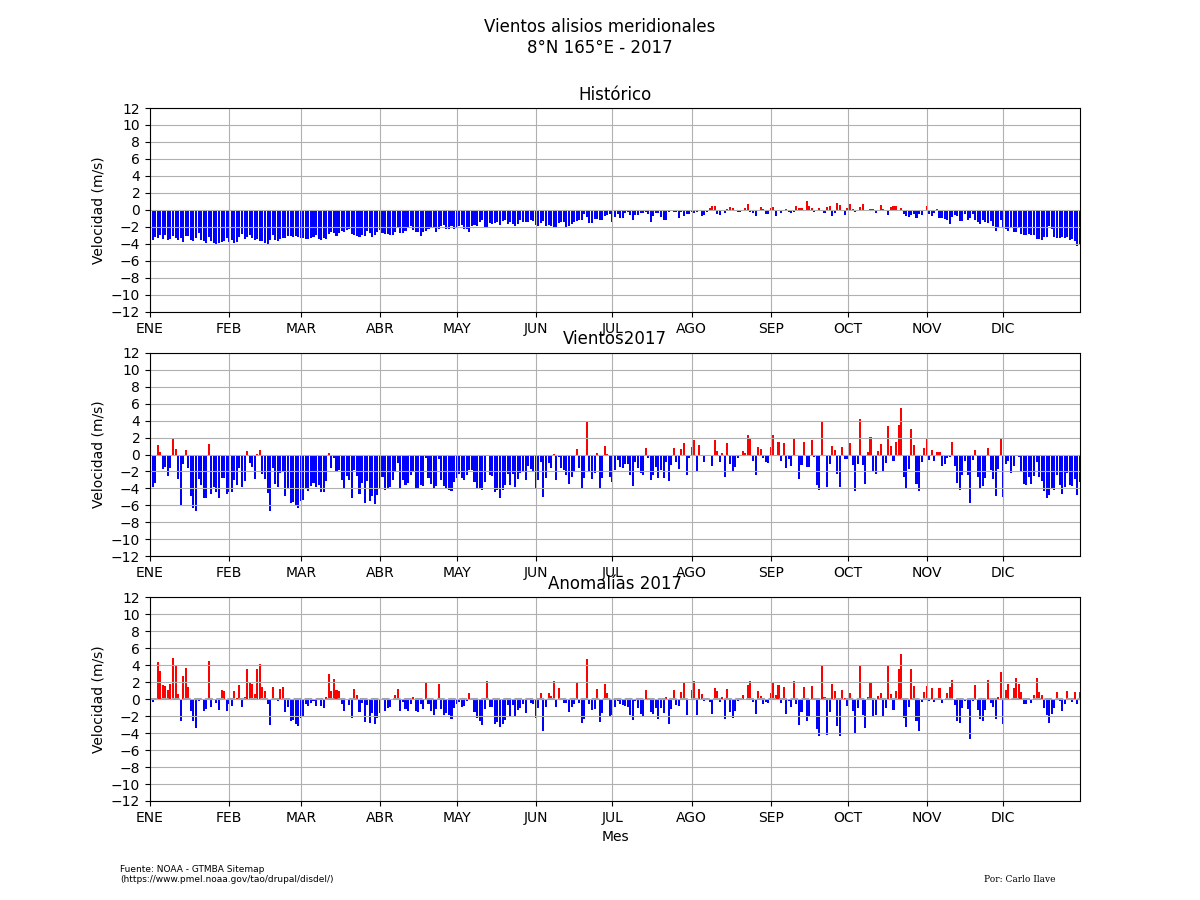 Vientos alisios meridionales
8°N 165°E - 2017
Histórico
12
10
8
6
4
2
0
−2
−4
−6
−8
−10
−12
Velocidad (m/s)
ENE FEB MAR ABR MAY JUN JUL AGO SEP OCT NOV DIC
Vientos2017
12
10
8
6
4
2
0
−2
−4
−6
−8
−10
−12
Velocidad (m/s)
ENE FEB MAR ABR MAY JUN JUL AGO SEP OCT NOV DIC
Anomalías 2017
12
10
8
6
4
2
0
−2
−4
−6
−8
−10
−12
Velocidad (m/s)
ENE FEB MAR ABR MAY JUN JUL AGO SEP OCT NOV DIC
Mes
Fuente: NOAA - GTMBA Sitemap
(https://www.pmel.noaa.gov/tao/drupal/disdel/)
Por: Carlo Ilave